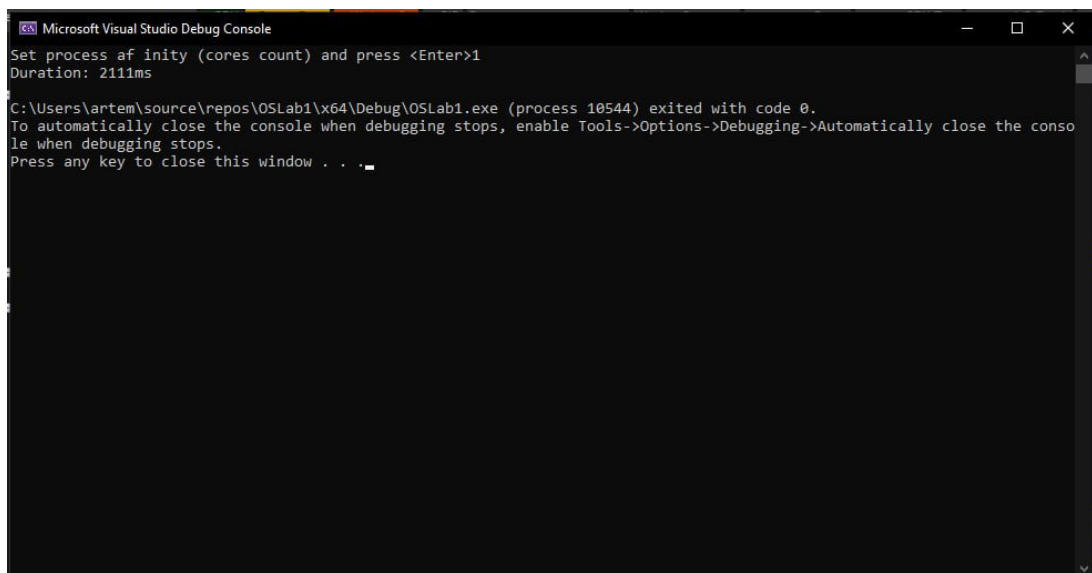 Microsoft Visual Studio Debug Console
Set process af inity (cores count) and press <Enter>1
Duration: 2111ms
C:\Users\artem\source\repos\OSLab1\x64\Debug\OSLab1.exe (process 10544) exited with code 0.
To automatically close the console when debugging stops, enable Tools->Options->Debugging->Automatically close the conso
le when debugging stops.
Press any key to close this window . . .